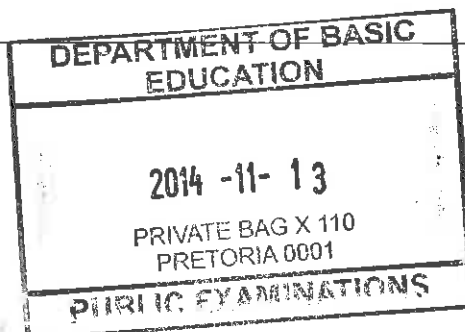 DEPARTMENT OF BASIC
EDUCATION
2014 -11- 13
PRIVATE BAG X 110
PRETORIA 0001
PUBLIC EXAMINATIONS